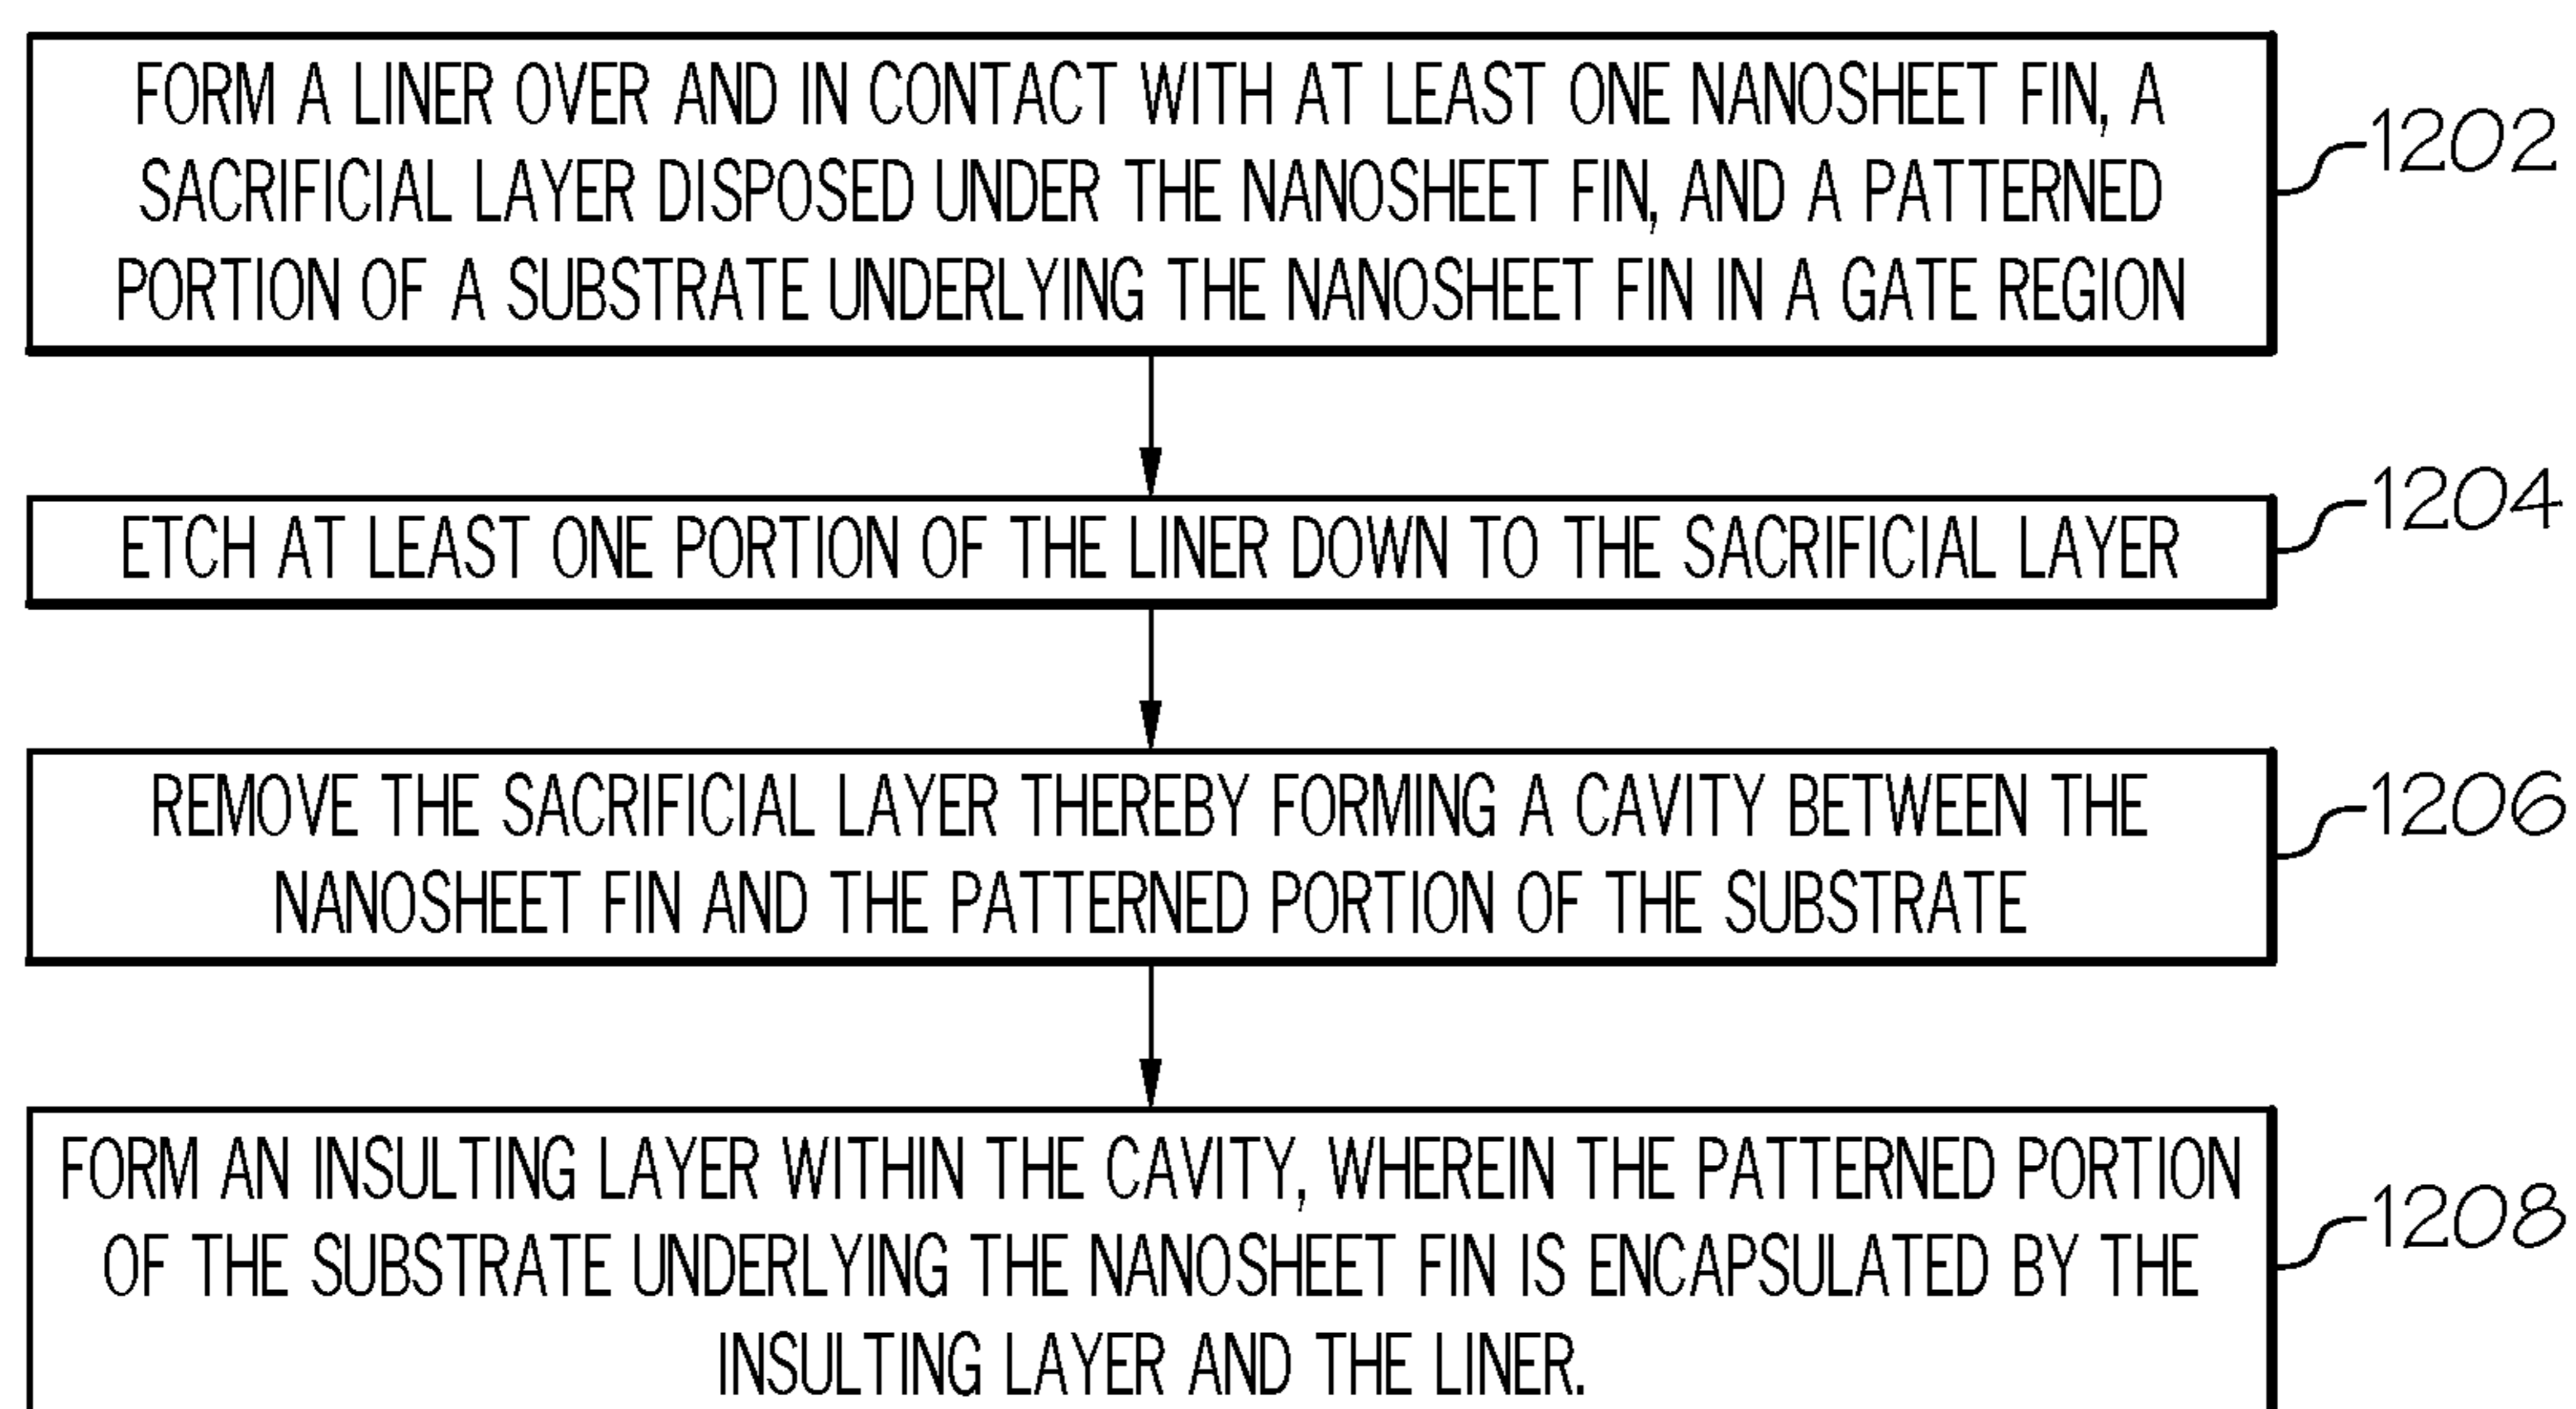 FORM A LINER OVER AND IN CONTACT WITH AT LEAST ONE NANOSHEET FIN, A
SACRIFICIAL LAYER DISPOSED UNDER THE NANOSHEET FIN, AND A PATTERNED
PORTION OF A SUBSTRATE UNDERLYING THE NANOSHEET FIN IN A GATE REGION
1202
ETCH AT LEAST ONE PORTION OF THE LINER DOWN TO THE SACRIFICIAL LAYER
1204
REMOVE THE SACRIFICIAL LAYER THEREBY FORMING A CAVITY BETWEEN THE
NANOSHEET FIN AND THE PATTERNED PORTION OF THE SUBSTRATE
1206
FORM AN INSULTING LAYER WITHIN THE CAVITY, WHEREIN THE PATTERNED PORTION
OF THE SUBSTRATE UNDERLYING THE NANOSHEET FIN IS ENCAPSULATED BY THE
INSULTING LAYER AND THE LINER.
1208